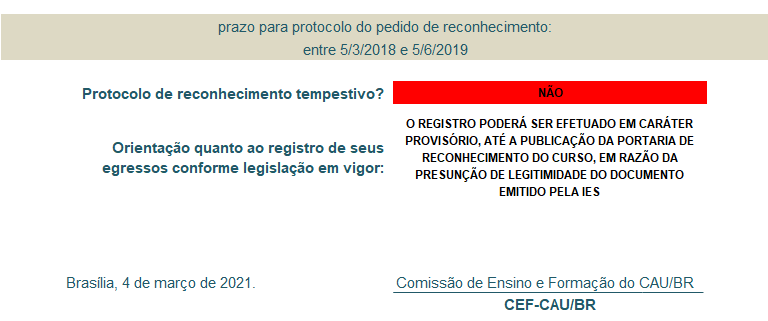 prazo para protocolo do pedido de reconhecimento:
entre 5/3/2018 e 5/6/2019
Protocolo de reconhecimento tempestivo?
NÃO
Orientação quanto ao registro de seus
egressos conforme legislação em vigor:
O REGISTRO PODERÁ SER EFETUADO EM CARÁTER
PROVISÓRIO, ATÉ A PUBLICAÇÃO DA PORTARIA DE
RECONHECIMENTO DO CURSO, EM RAZÃO DA
PRESUNÇÃO DE LEGITIMIDADE DO DOCUMENTO
EMITIDO PELA IES
Brasília, 4 de março de 2021.
Comissão de Ensino e Formação do CAU/BR
CEF-CAU/BR